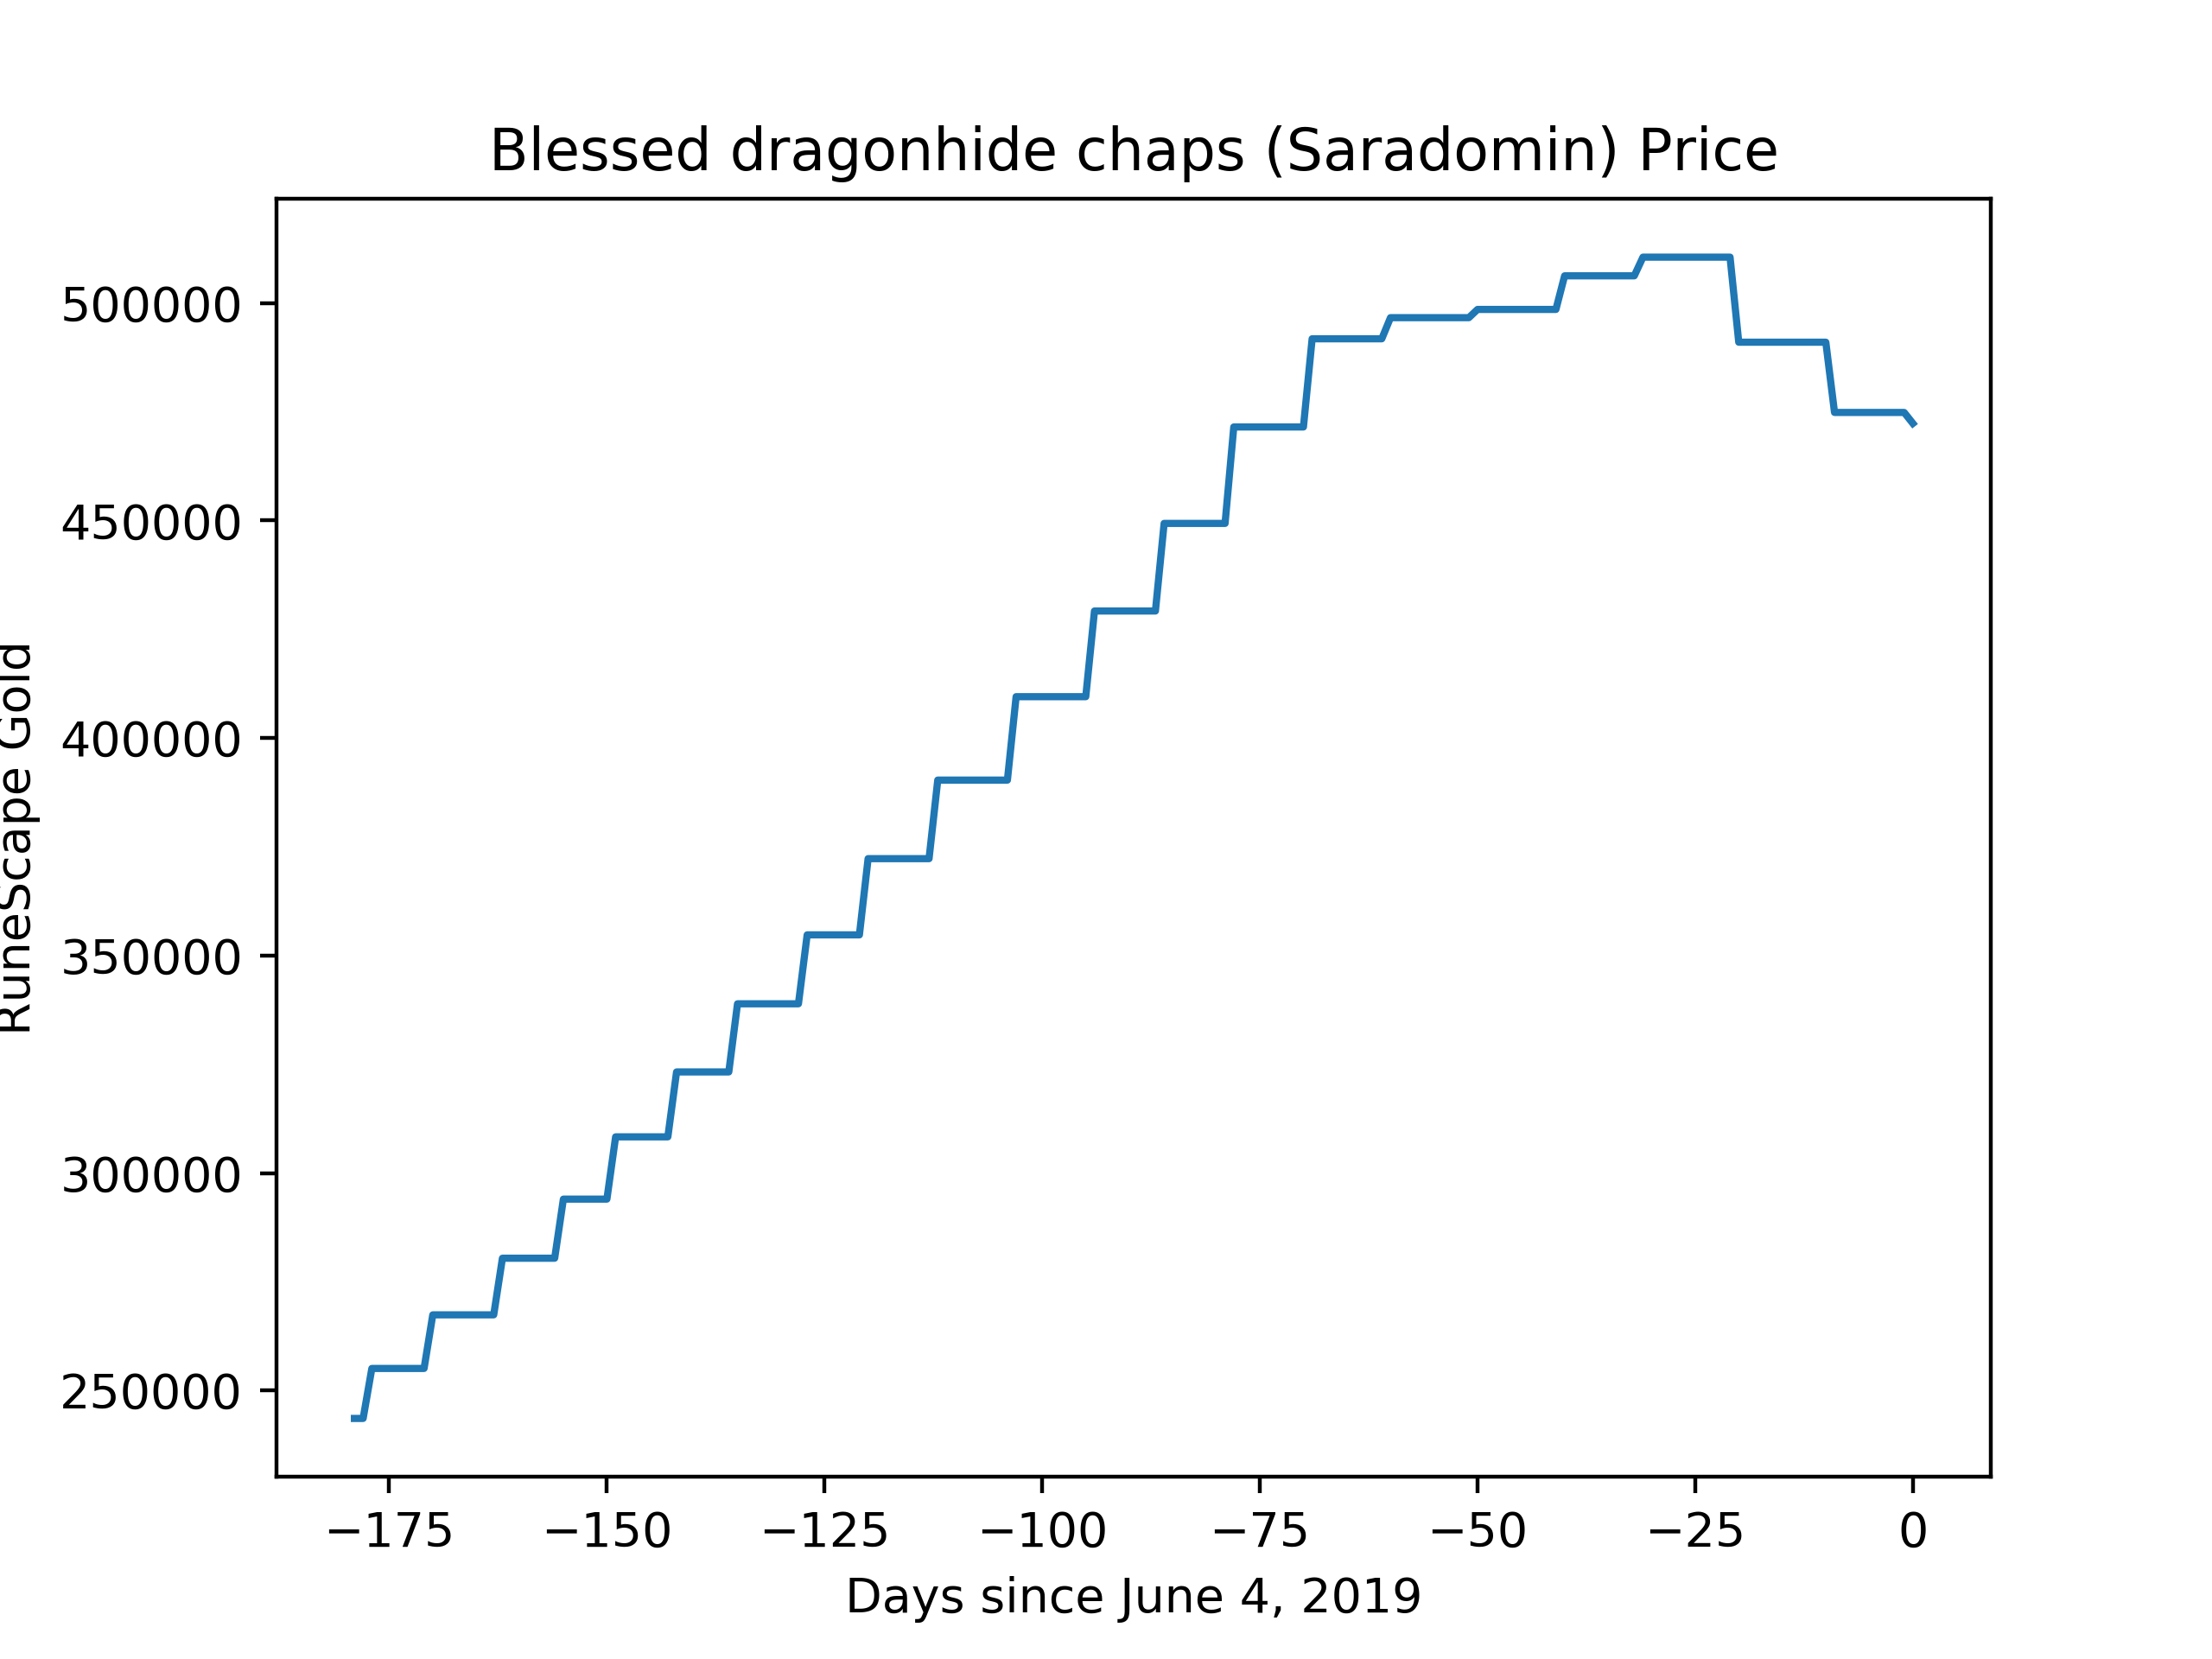 Blessed dragonhide chaps (Saradomin) Price
500000
450000
400000
350000
300000
250000
RuneScape Gold
−175 −150 −125 −100 −75 −50 −25 0
Days since June 4, 2019